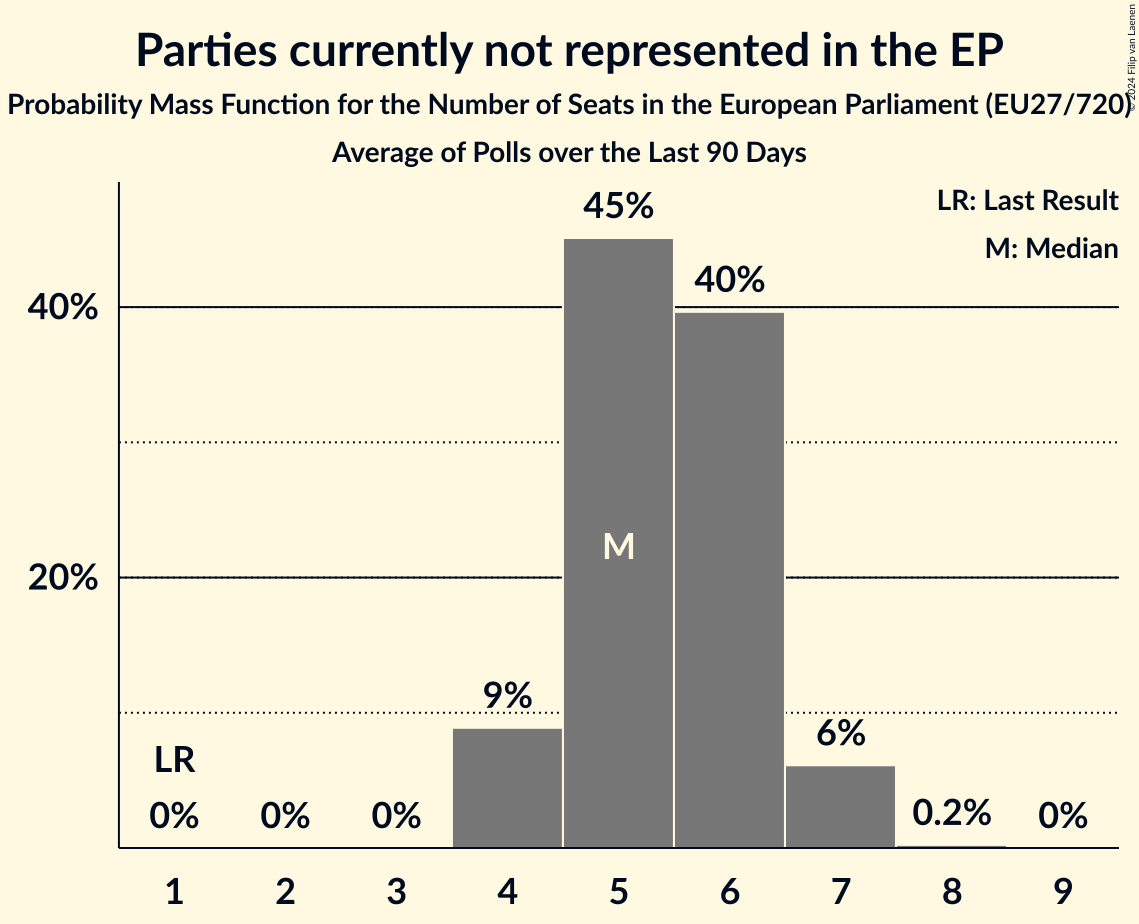 Parties currently not represented in the EP
Probability Mass Function for the Number of Seats in the European Parliament (EU27/720)
Average of Polls over the Last 90 Days
© 2024 Filip van Laenen
LR: Last Result
M: Median
45%
40%
40%
M
20%
9%
6%
LR
0%
0%
0%
0.2%
0%
1 2 3 4 5 6 7 8 9